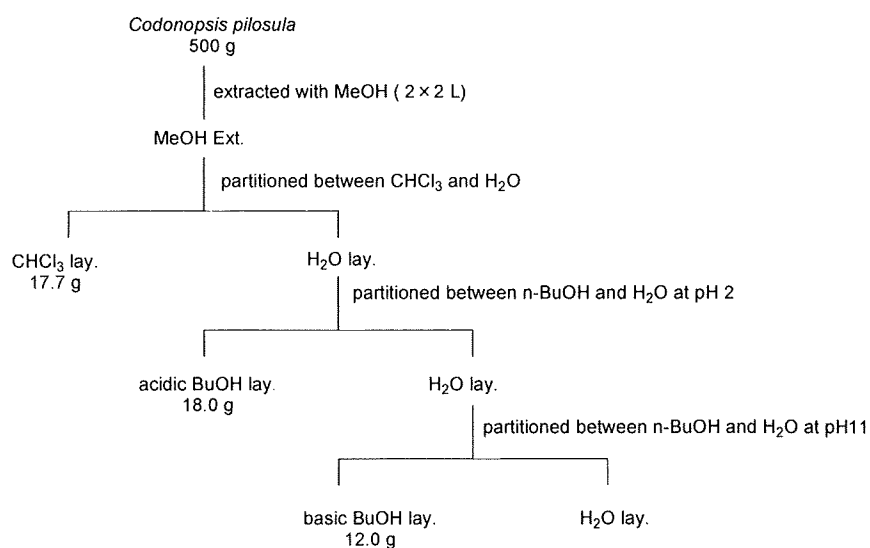 Codonopsis pilosula
500 g
extracted with MeOH ( 2 × 2 L)
MeOH Ext.
partitioned between CHCl₃ and H₂O
CHCl₃ lay.
17.7 g
H₂O lay.
partitioned between n-BuOH and H₂O at pH 2
acidic BuOH lay.
18.0 g
H₂O lay.
partitioned between n-BuOH and H₂O at pH11
basic BuOH lay.
12.0 g
H₂O lay.